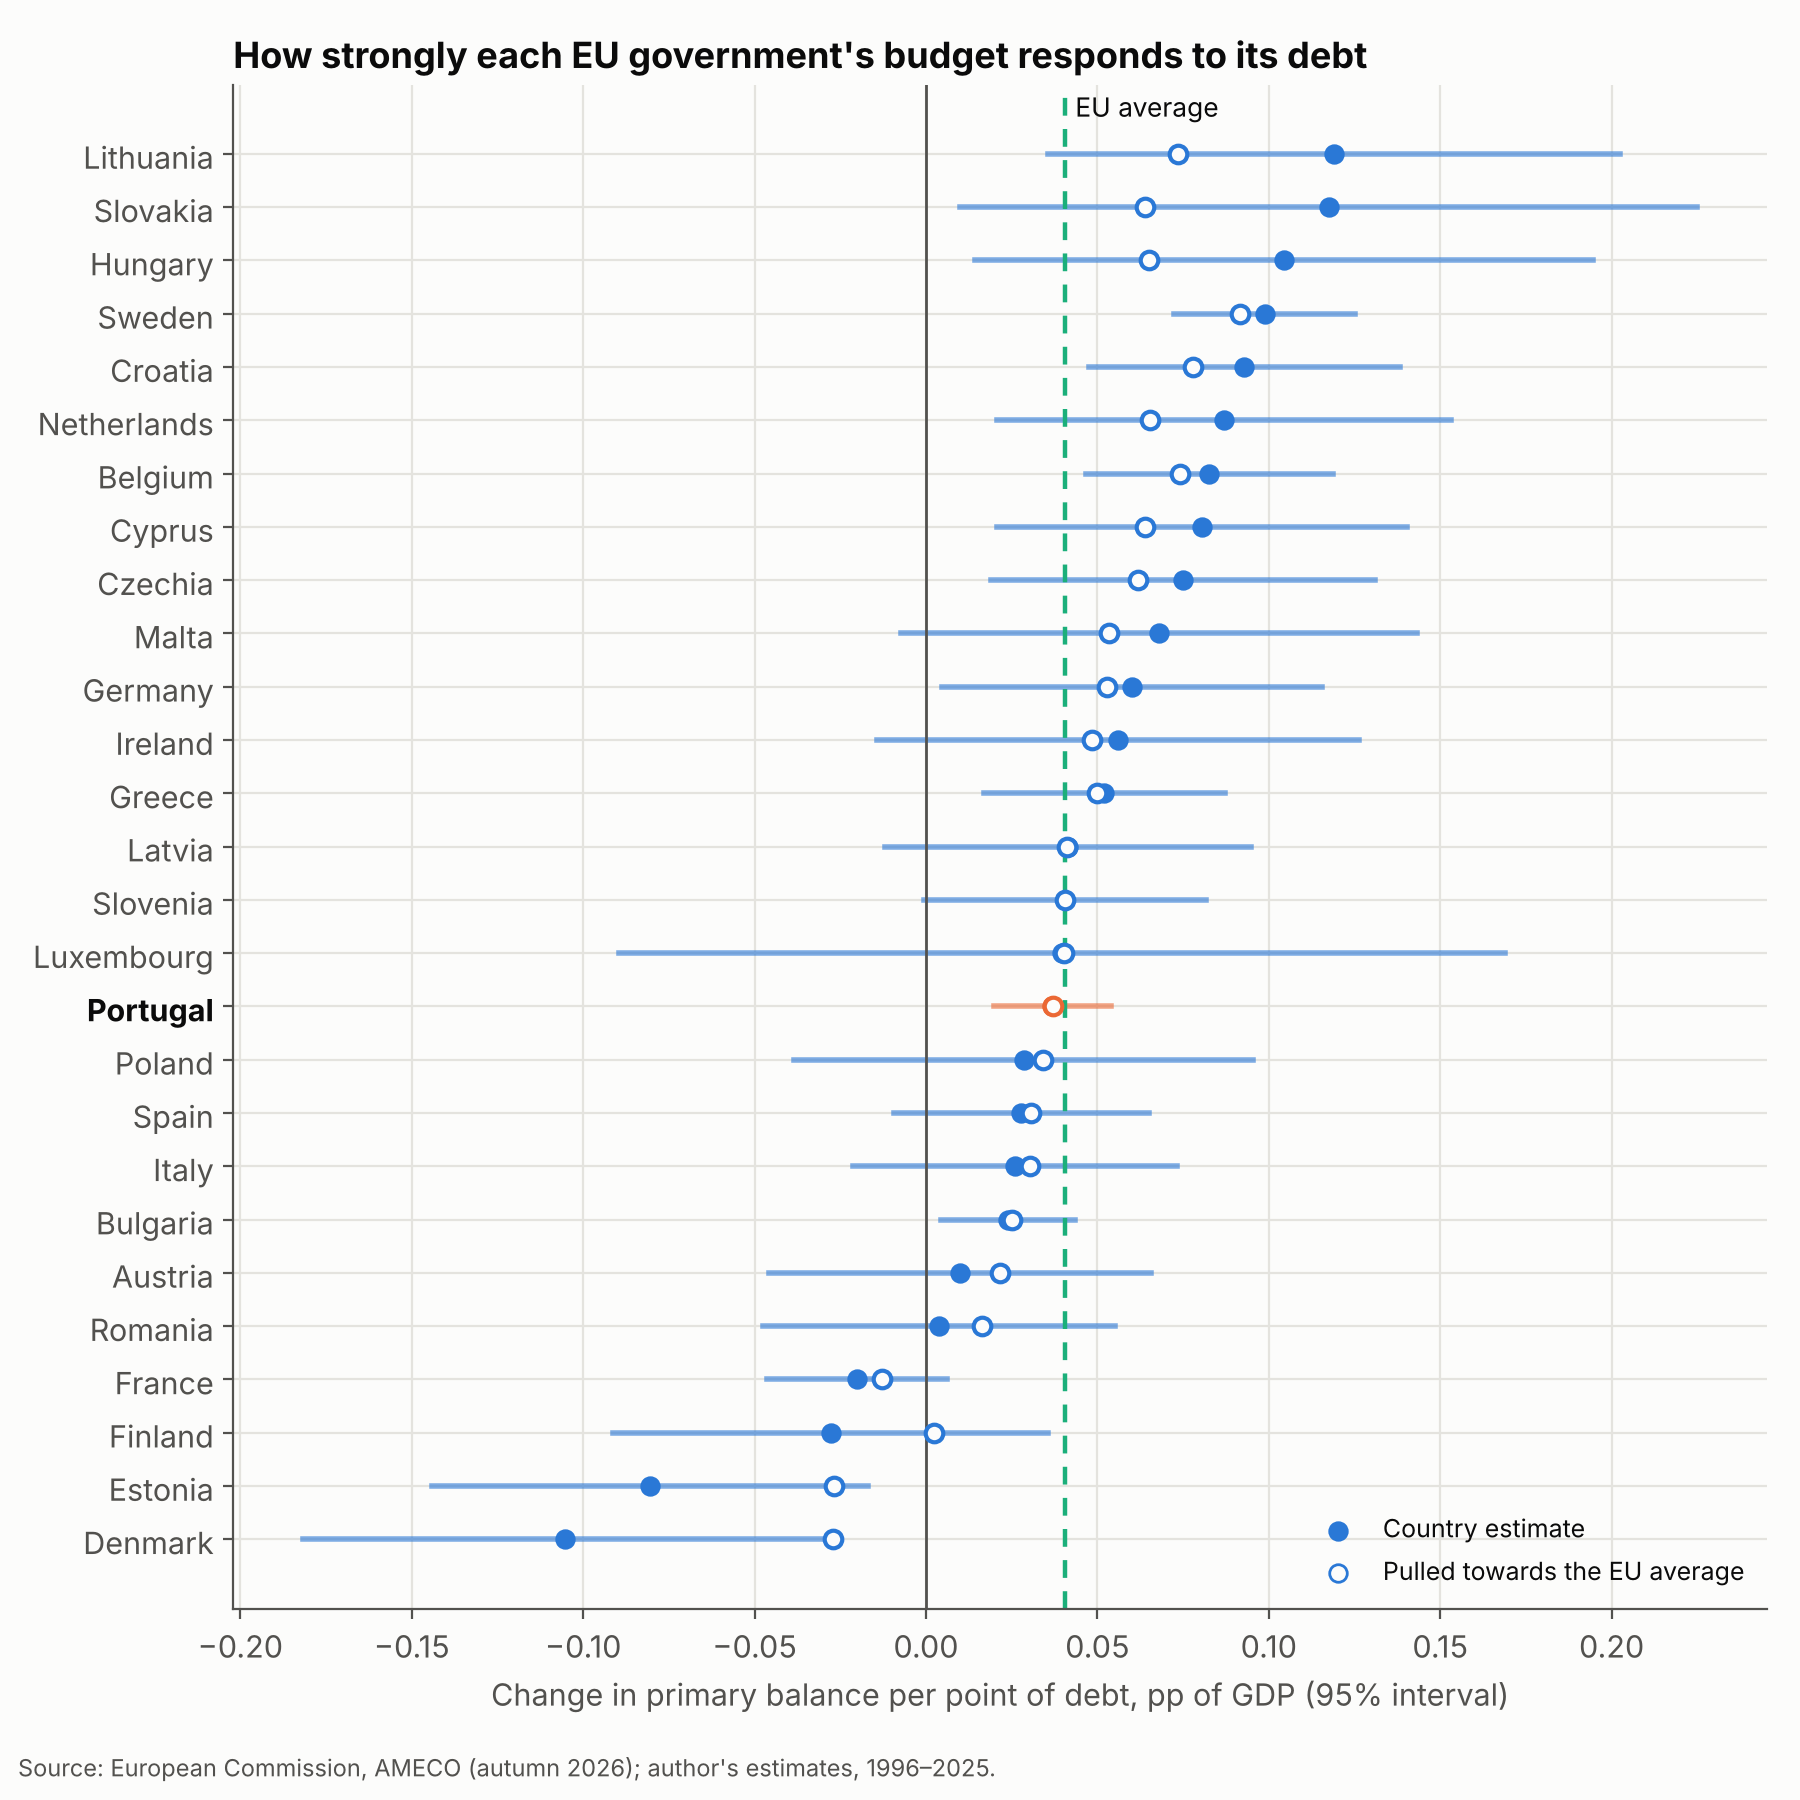 How strongly each EU government's budget responds to its debt
EU average
Lithuania
Slovakia
Hungary
Sweden
Croatia
Netherlands
Belgium
Cyprus
Czechia
Malta
Germany
Ireland
Greece
Latvia
Slovenia
Luxembourg
Portugal
Poland
Spain
Italy
Bulgaria
Austria
Romania
France
Finland
Estonia
Denmark
Country estimate
Pulled towards the EU average
−0.20 −0.15 −0.10 −0.05 0.00 0.05 0.10 0.15 0.20
Change in primary balance per point of debt, pp of GDP (95% interval)
Source: European Commission, AMECO (autumn 2026); author's estimates, 1996–2025.